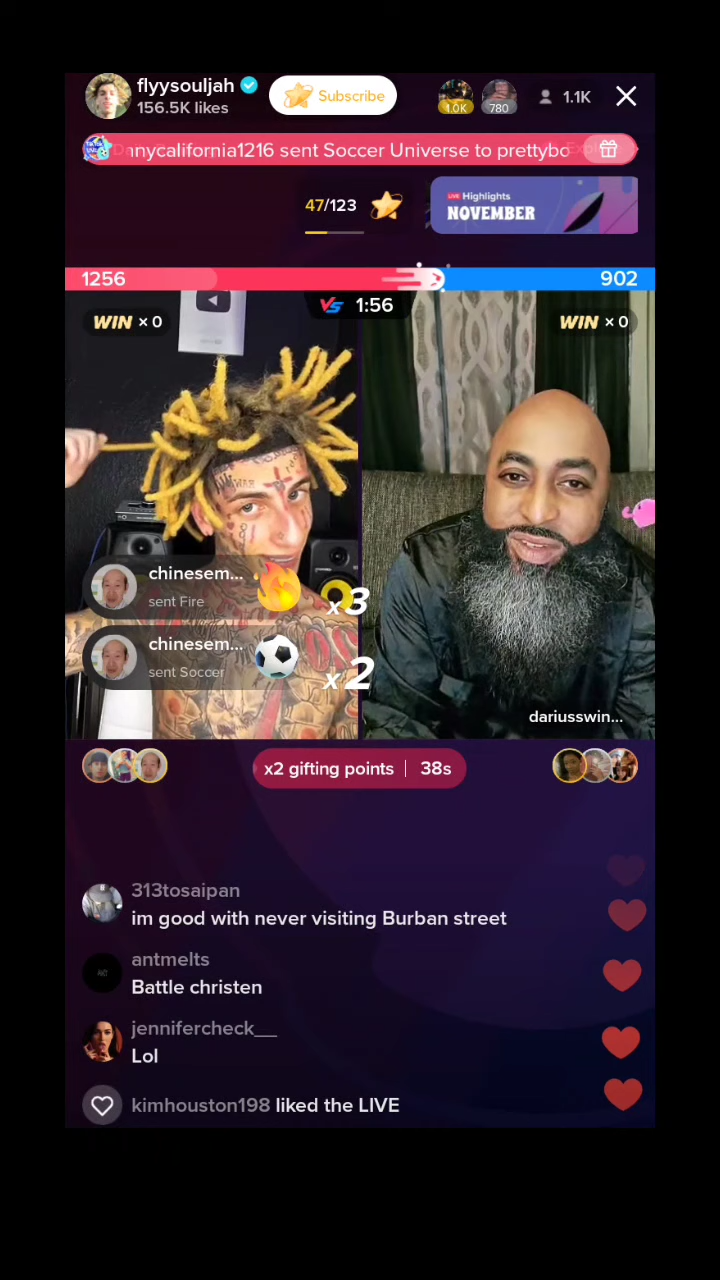 flyysouljah
156.5K likes
Subscribe
1.0K
780
1.1K
nycalifornia1216 sent Soccer Universe to prettybo
47/123
LIVE Highlights
NOVEMBER
1256
902
VS 1:56
WIN × 0
WIN × 0
chinesem...
sent Fire
x3
chinesem...
sent Soccer
x2
dariusswin...
x2 gifting points | 38s
313tosaipan
im good with never visiting Burban street
antmelts
Battle christen
jennifercheck__
Lol
kimhouston198 liked the LIVE